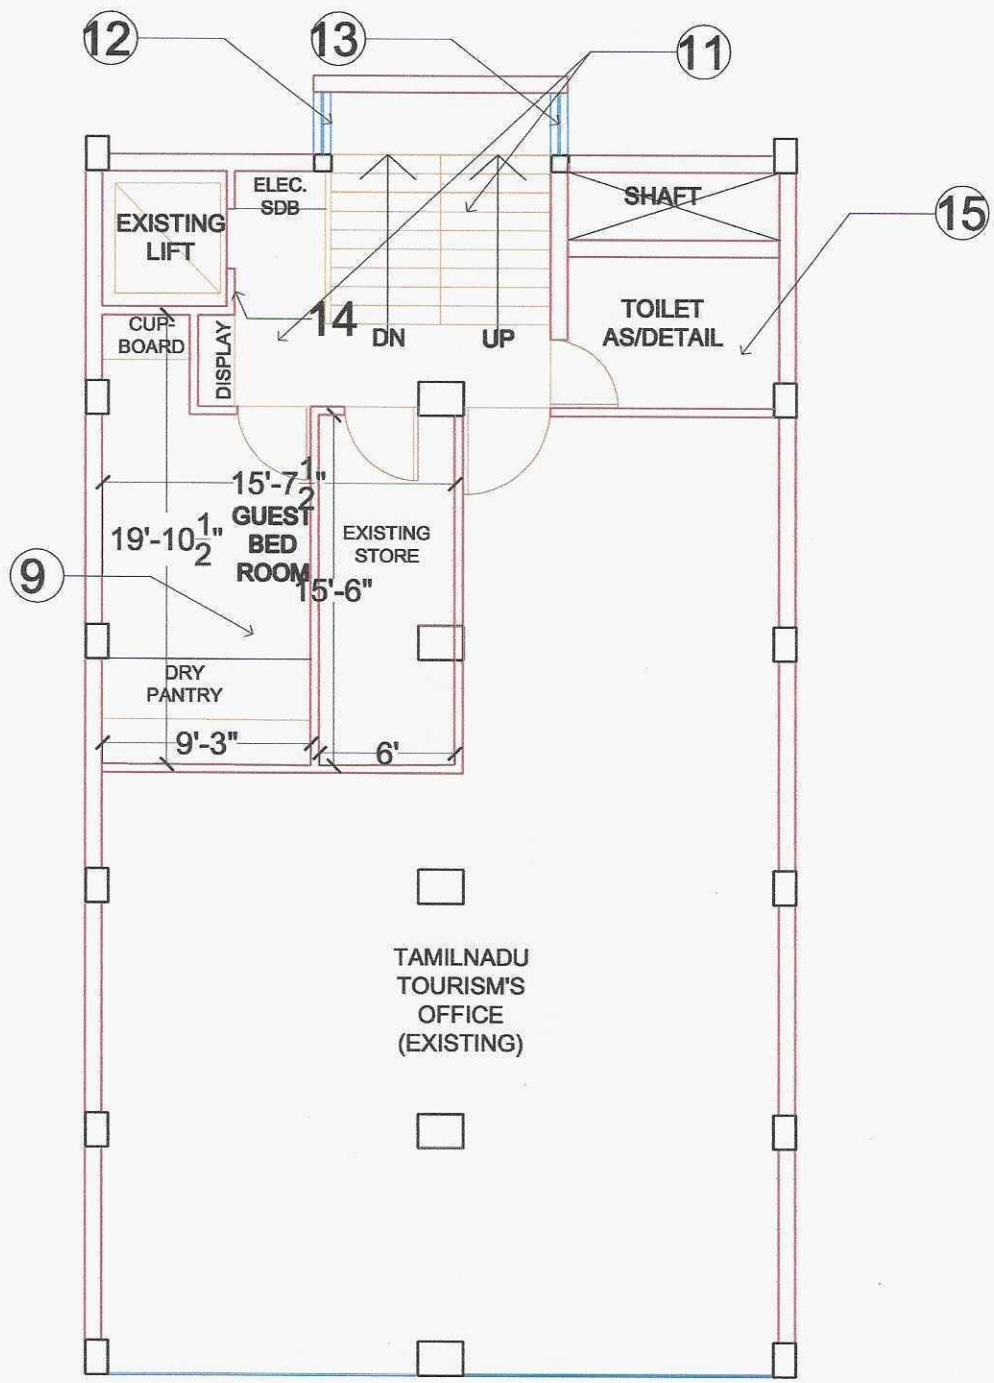 12
13
11
ELEC.
SDB
SHAFT
15
EXISTING
LIFT
14
TOILET
AS/DETAIL
CUP-
BOARD
DISPLAY
DN
UP
15'-7 1/2"
GUEST
BED
ROOM
19'-10 1/2"
EXISTING
STORE
9
15'-6"
DRY
PANTRY
9'-3"
6'
TAMILNADU
TOURISM'S
OFFICE
(EXISTING)